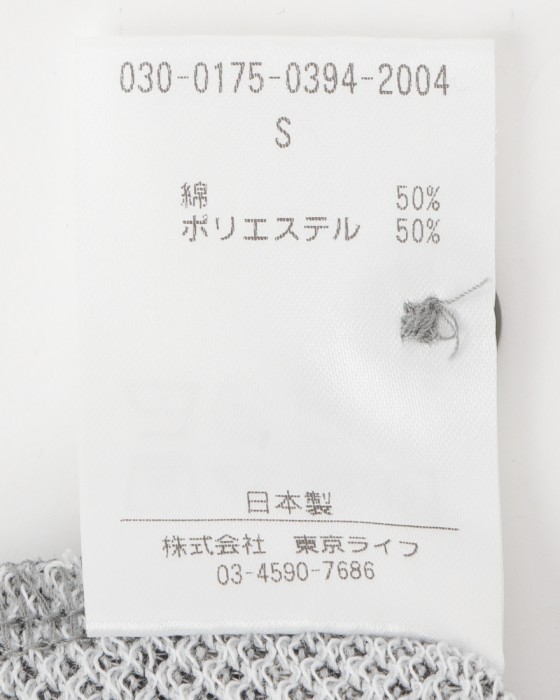 030-0175-0394-2004
S
綿 50%
ポリエステル 50%
日本製
株式会社 東京ライフ
03-4590-7686